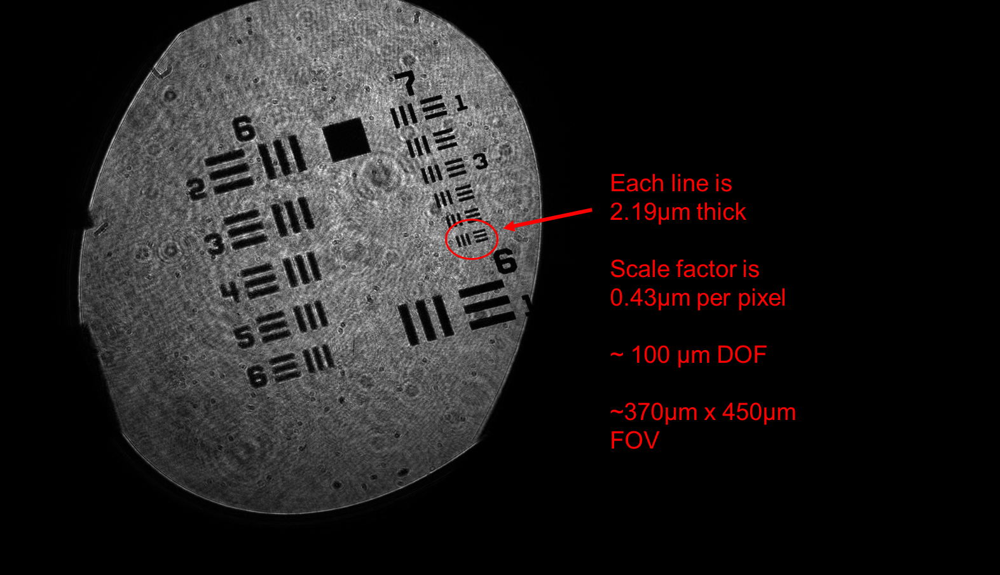 7
1
6
3
2
6
3
1
4
5
6
Each line is
2.19µm thick
Scale factor is
0.43µm per pixel
~ 100 µm DOF
~370µm x 450µm
FOV